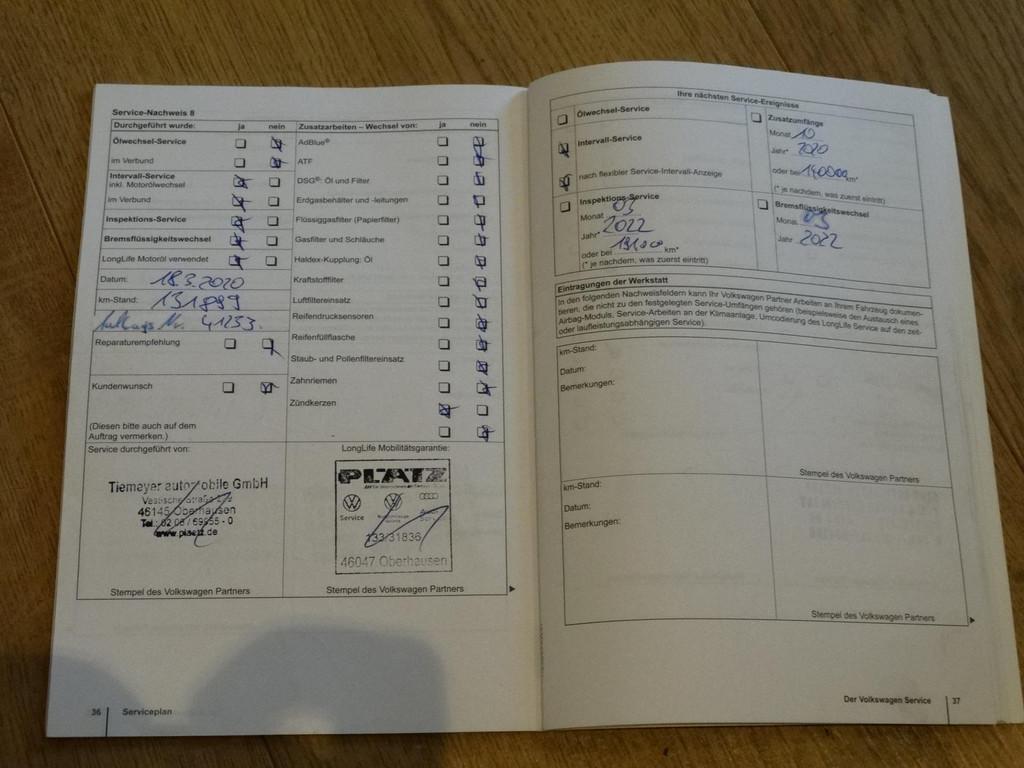 Service-Nachweis 8
Durchgeführt wurde: ja nein
Ölwechsel-Service
im Verbund
Intervall-Service
inkl. Motorölwechsel
im Verbund
Inspektions-Service
Bremsflüssigkeitswechsel
LongLife Motoröl verwendet
Datum: 18.3.2020
km-Stand: 131889
Auftrags Nr. 41233.
Reparaturempfehlung
Kundenwunsch
(Diesen bitte auch auf dem
Auftrag vermerken.)
Zusatzarbeiten – Wechsel von: ja nein
AdBlue®
ATF
DSG®: Öl und Filter
Erdgasbehälter und -leitungen
Flüssiggasfilter (Papierfilter)
Gasfilter und Schläuche
Haldex-Kupplung: Öl
Kraftstofffilter
Luftfiltereinsatz
Reifendrucksensoren
Reifenfüllflasche
Staub- und Pollenfiltereinsatz
Zahnriemen
Zündkerzen
Service durchgeführt von:
Tiemeyer automobile GmbH
46145 Oberhausen
Stempel des Volkswagen Partners
LongLife Mobilitätsgarantie:
PLATZ
Service
133/31836
46047 Oberhausen
Stempel des Volkswagen Partners
36 Serviceplan
Ihre nächsten Service-Ereignisse
Ölwechsel-Service
Intervall-Service
nach flexibler Service-Intervall-Anzeige
Inspektions-Service
Monat 03
Jahr* 2022
oder bei 191000 km*
(* je nachdem, was zuerst eintritt)
Zusatzumfänge
Monat 10
Jahr* 2020
oder bei 140000 km*
(* je nachdem, was zuerst eintritt)
Bremsflüssigkeitswechsel
Monat 03
Jahr 2022
Eintragungen der Werkstatt
In den folgenden Nachweisfeldern kann Ihr Volkswagen Partner Arbeiten an Ihrem Fahrzeug dokumen-
tieren, die nicht zu den festgelegten Service-Umfängen gehören (beispielsweise den Austausch eines
Airbag-Moduls, Service-Arbeiten an der Klimaanlage, Umcodierung des LongLife Service auf den zeit-
oder laufleistungsabhängigen Service).
km-Stand:
Datum:
Bemerkungen:
Stempel des Volkswagen Partners
km-Stand:
Datum:
Bemerkungen:
Stempel des Volkswagen Partners
Der Volkswagen Service 37